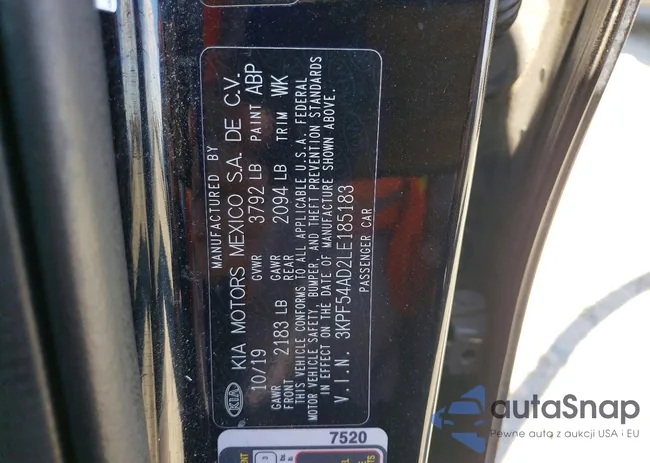 MANUFACTURED BY
KIA KIA MOTORS MEXICO S.A. DE C.V.
10/19 GVWR 3792 LB PAINT ABP
GAWR FRONT 2183 LB GAWR REAR 2094 LB TRIM WK
THIS VEHICLE CONFORMS TO ALL APPLICABLE U.S.A. FEDERAL
MOTOR VEHICLE SAFETY, BUMPER, AND THEFT PREVENTION STANDARDS
IN EFFECT ON THE DATE OF MANUFACTURE SHOWN ABOVE.
V.I.N. 3KPF54AD2LE185183
PASSENGER CAR
7520
autoSnap
Pewne auta z aukcji USA i EU